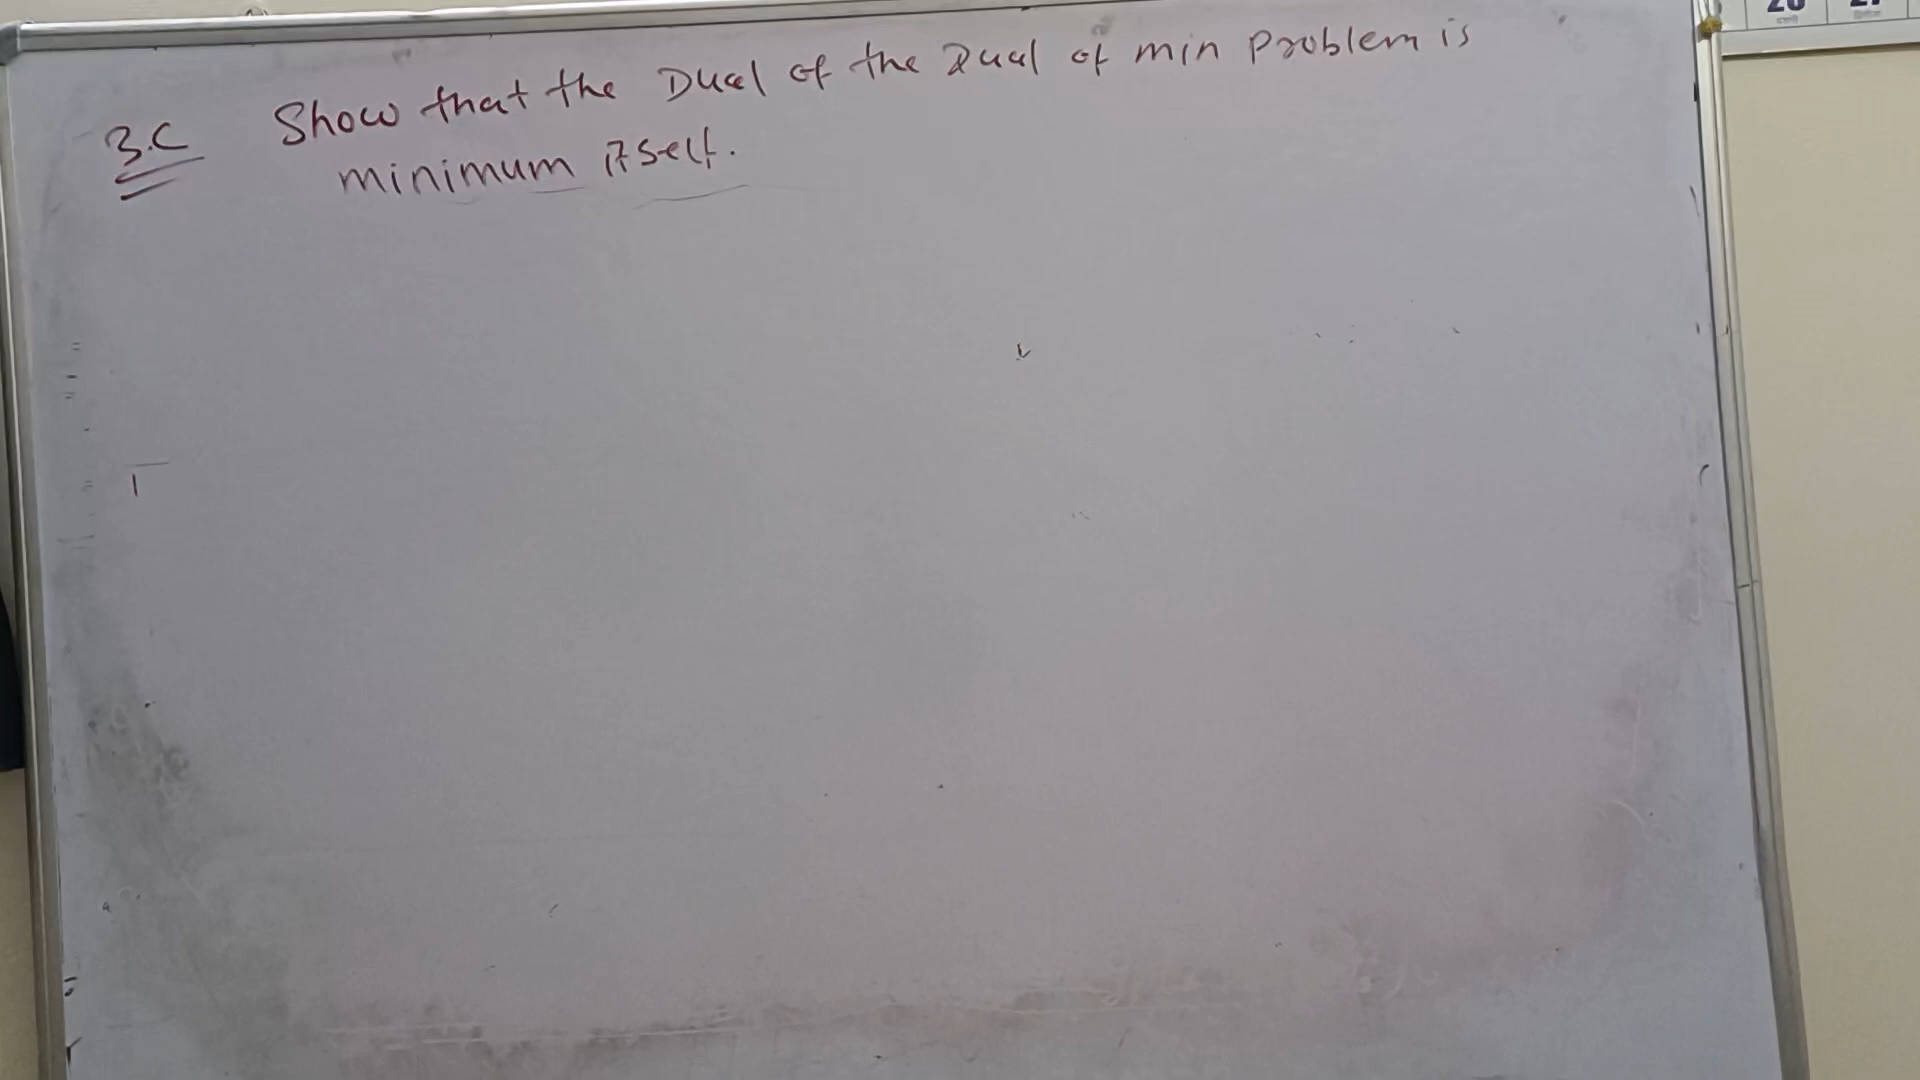 3.C Show that the Dual of the Dual of min problem is
minimum itself.